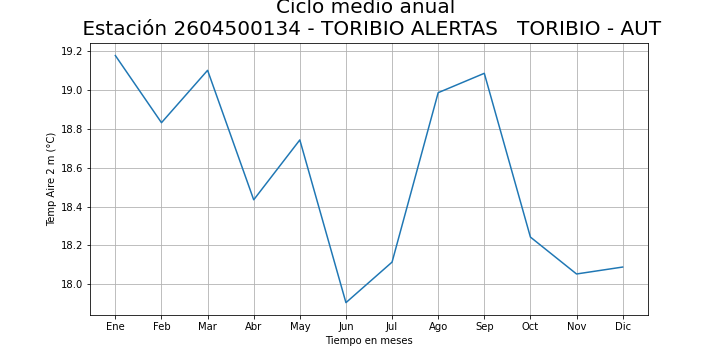 Ciclo medio anual
Estación 2604500134 - TORIBIO ALERTAS   TORIBIO - AUT
19.2
19.0
18.8
18.6
18.4
18.2
18.0
Temp Aire 2 m (°C)
Ene Feb Mar Abr May Jun Jul Ago Sep Oct Nov Dic
Tiempo en meses